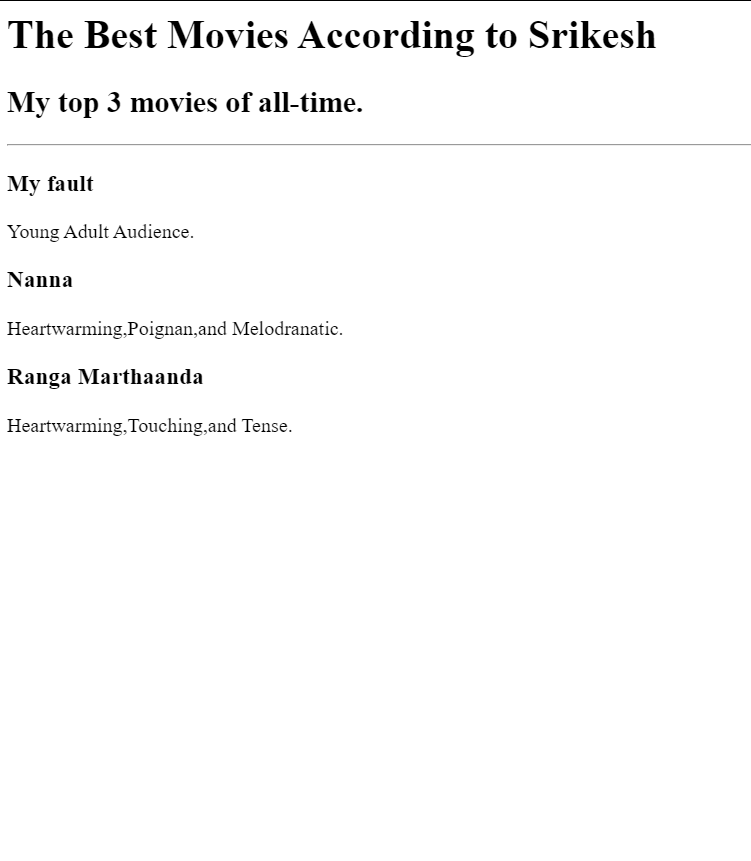 The Best Movies According to Srikesh
My top 3 movies of all-time.
My fault
Young Adult Audience.
Nanna
Heartwarming,Poignan,and Melodranatic.
Ranga Marthaanda
Heartwarming,Touching,and Tense.